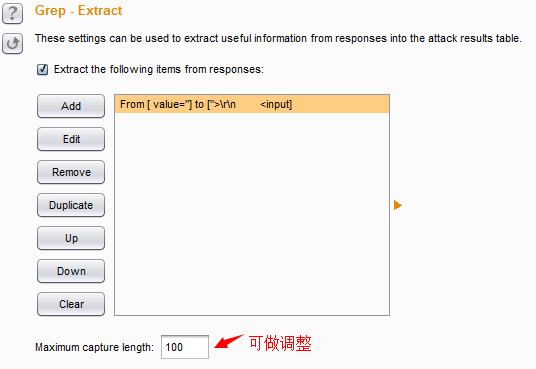 Grep - Extract
These settings can be used to extract useful information from responses into the attack results table.
Extract the following items from responses:
Add
From [ value="] to [">\r\n        <input]
Edit
Remove
Duplicate
Up
Down
Clear
Maximum capture length: 100 可做调整